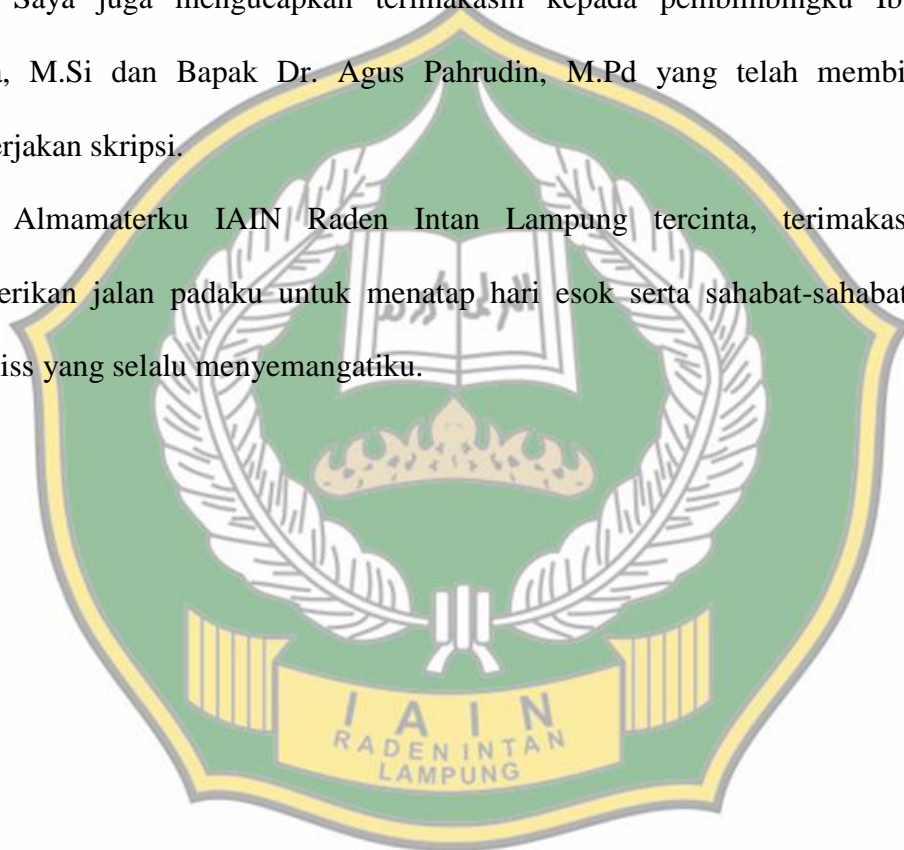 Saya juga mengucapkan terimakasih kepada pembimbingku Ib
a, M.Si dan Bapak Dr. Agus Pahrudin, M.Pd yang telah membi
erjakan skripsi.
Almamaterku IAIN Raden Intan Lampung tercinta, terimakas
erikan jalan padaku untuk menatap hari esok serta sahabat-sahabat
iss yang selalu menyemangatiku.
IAIN
RADEN INTAN
LAMPUNG